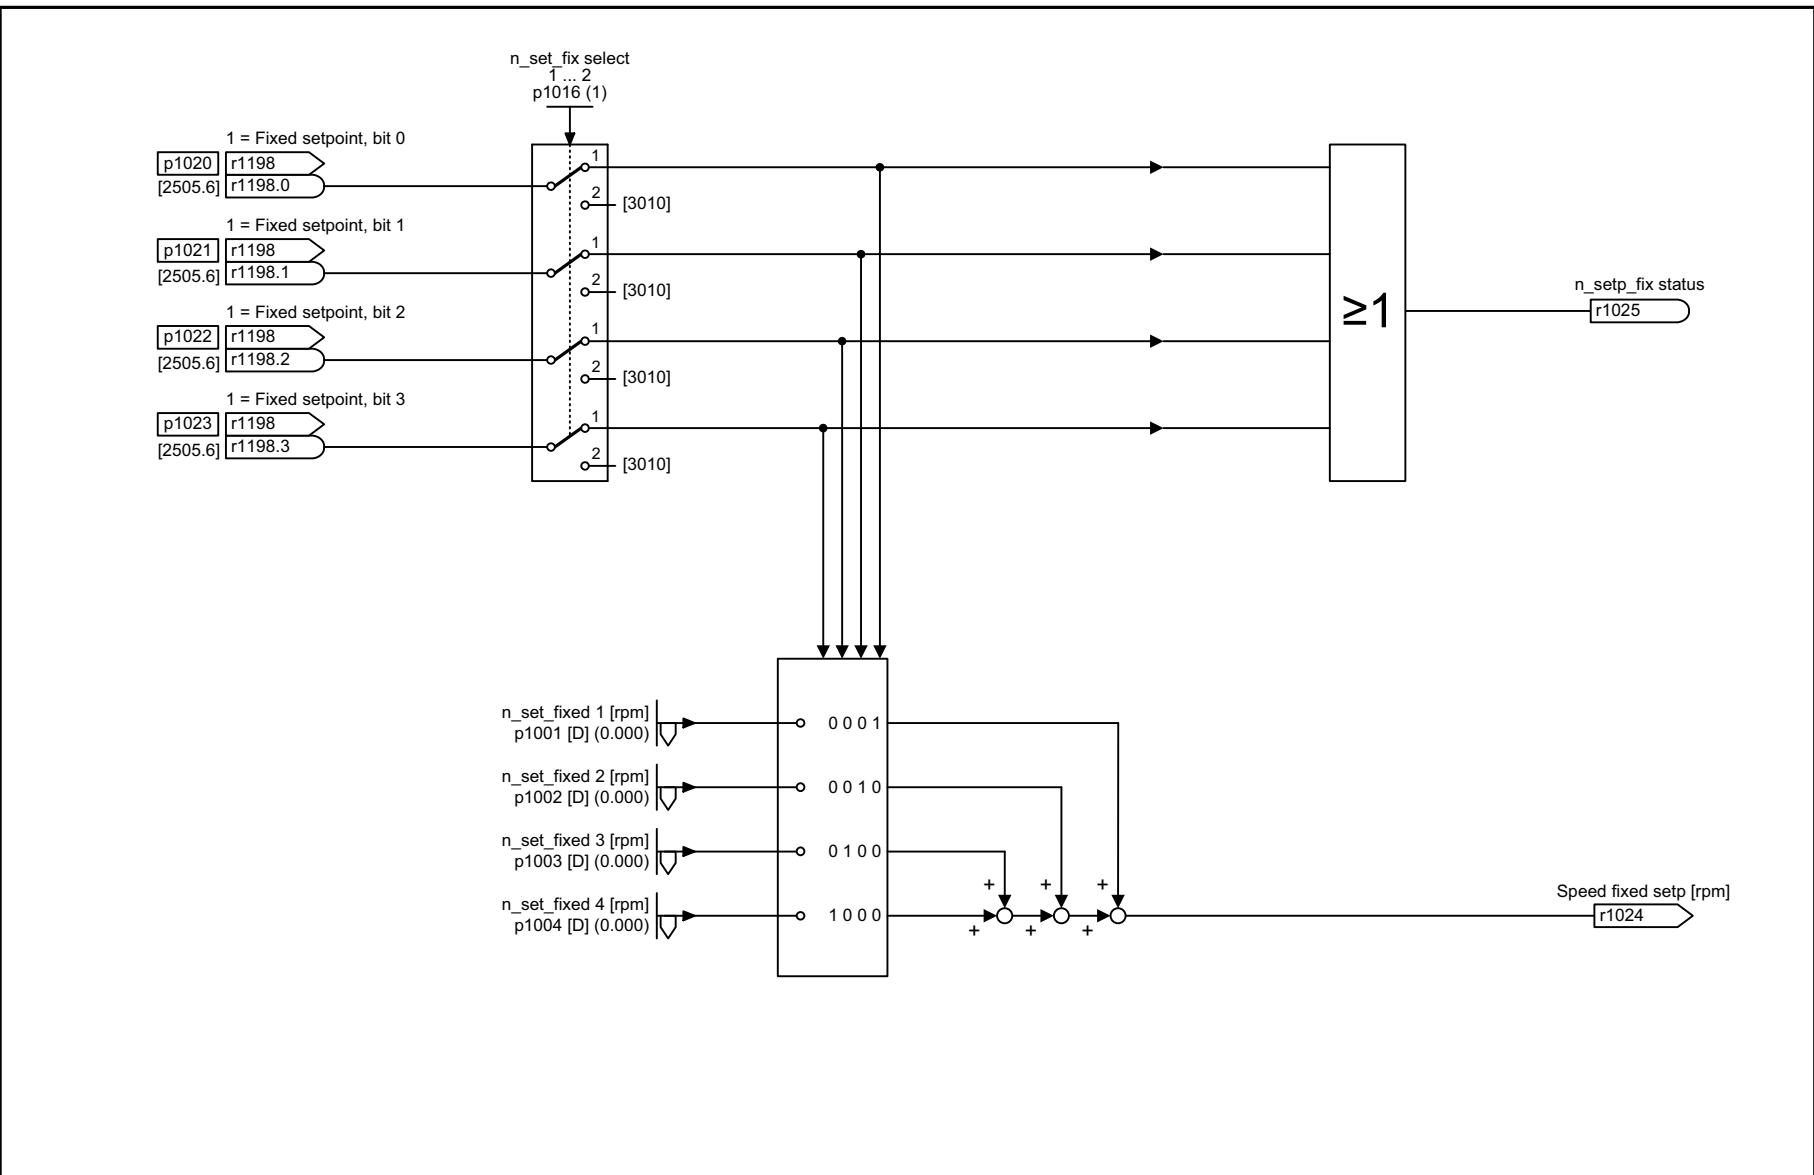 n_set_fix select
1 ... 2
p1016 (1)
1 = Fixed setpoint, bit 0
p1020 r1198
[2505.6] r1198.0
1
2
[3010]
1 = Fixed setpoint, bit 1
p1021 r1198
[2505.6] r1198.1
1
2
[3010]
1 = Fixed setpoint, bit 2
p1022 r1198
[2505.6] r1198.2
1
2
[3010]
1 = Fixed setpoint, bit 3
p1023 r1198
[2505.6] r1198.3
1
2
[3010]
≥1
n_setp_fix status
r1025
n_set_fixed 1 [rpm]
p1001 [D] (0.000)
0 0 0 1
n_set_fixed 2 [rpm]
p1002 [D] (0.000)
0 0 1 0
n_set_fixed 3 [rpm]
p1003 [D] (0.000)
0 1 0 0
n_set_fixed 4 [rpm]
p1004 [D] (0.000)
1 0 0 0
+ + +
+ + +
Speed fixed setp [rpm]
r1024